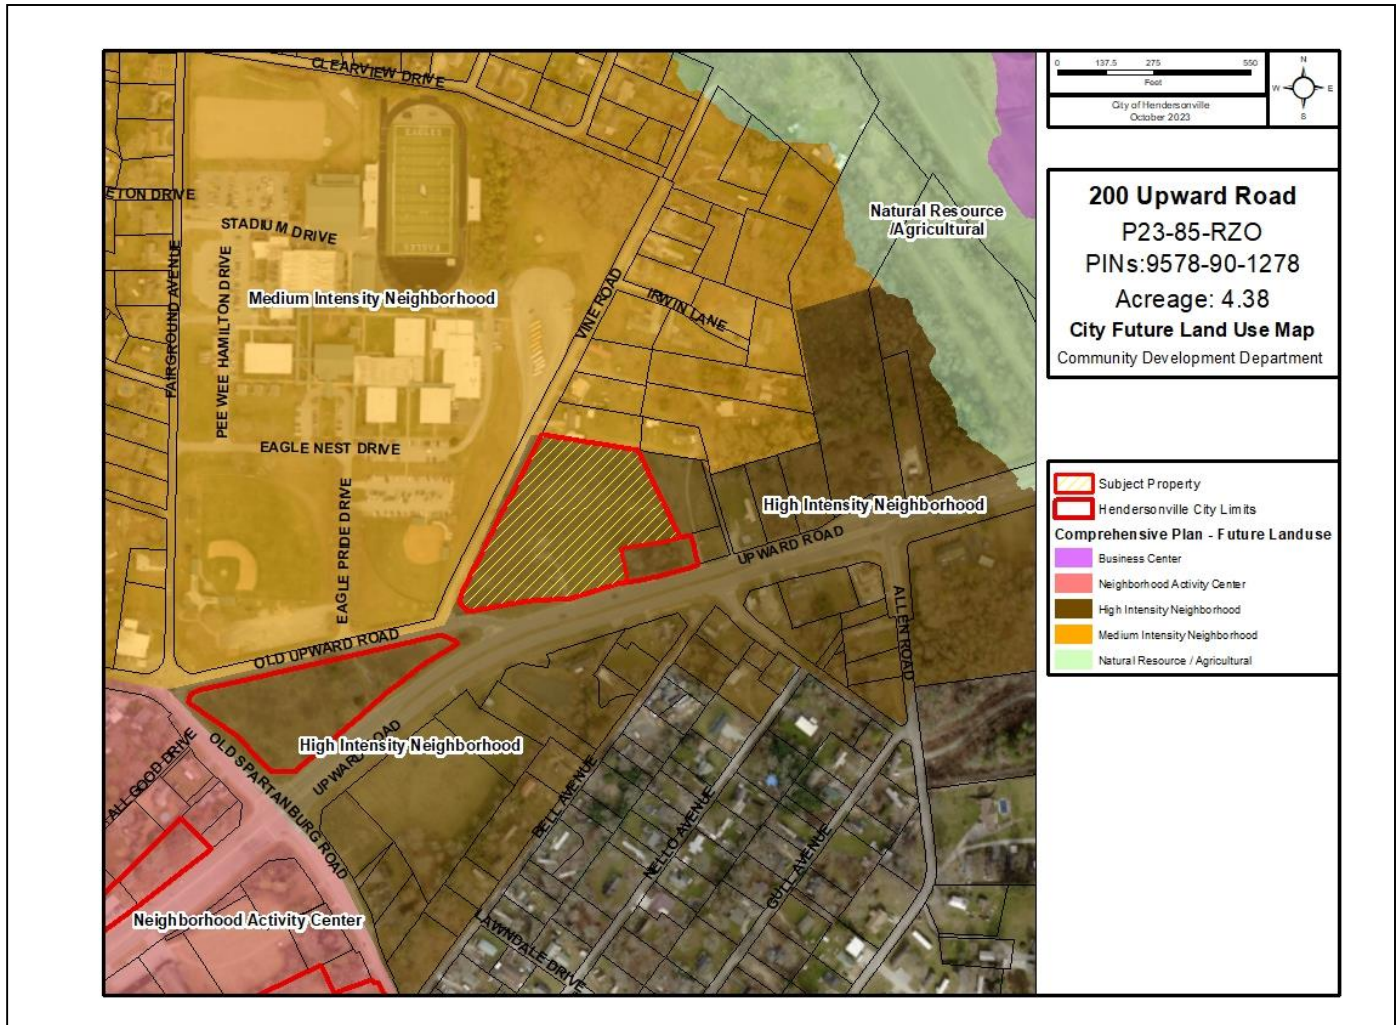 0 137.5 275 550
Feet
City of Hendersonville
October 2023
N
W E
S
200 Upward Road
P23-85-RZO
PINs:9578-90-1278
Acreage: 4.38
City Future Land Use Map
Community Development Department
Subject Property
Hendersonville City Limits
Comprehensive Plan - Future Landuse
Business Center
Neighborhood Activity Center
High Intensity Neighborhood
Medium Intensity Neighborhood
Natural Resource / Agricultural
CLEARVIEW DRIVE
ETON DRIVE
STADIUM DRIVE
EAGLES
Natural Resource
/Agricultural
FAIRGROUND AVENUE
PEE WEE HAMILTON DRIVE
Medium Intensity Neighborhood
VINE ROAD
IRWIN LANE
EAGLE NEST DRIVE
EAGLE PRIDE DRIVE
High Intensity Neighborhood
UPWARD ROAD
ALLEN ROAD
OLD UPWARD ROAD
High Intensity Neighborhood
UPWARD ROAD
ALLGOOD DRIVE
OLD SPARTANBURG ROAD
BELL AVENUE
NELLO AVENUE
GULL AVENUE
LAWNDALE DRIVE
Neighborhood Activity Center